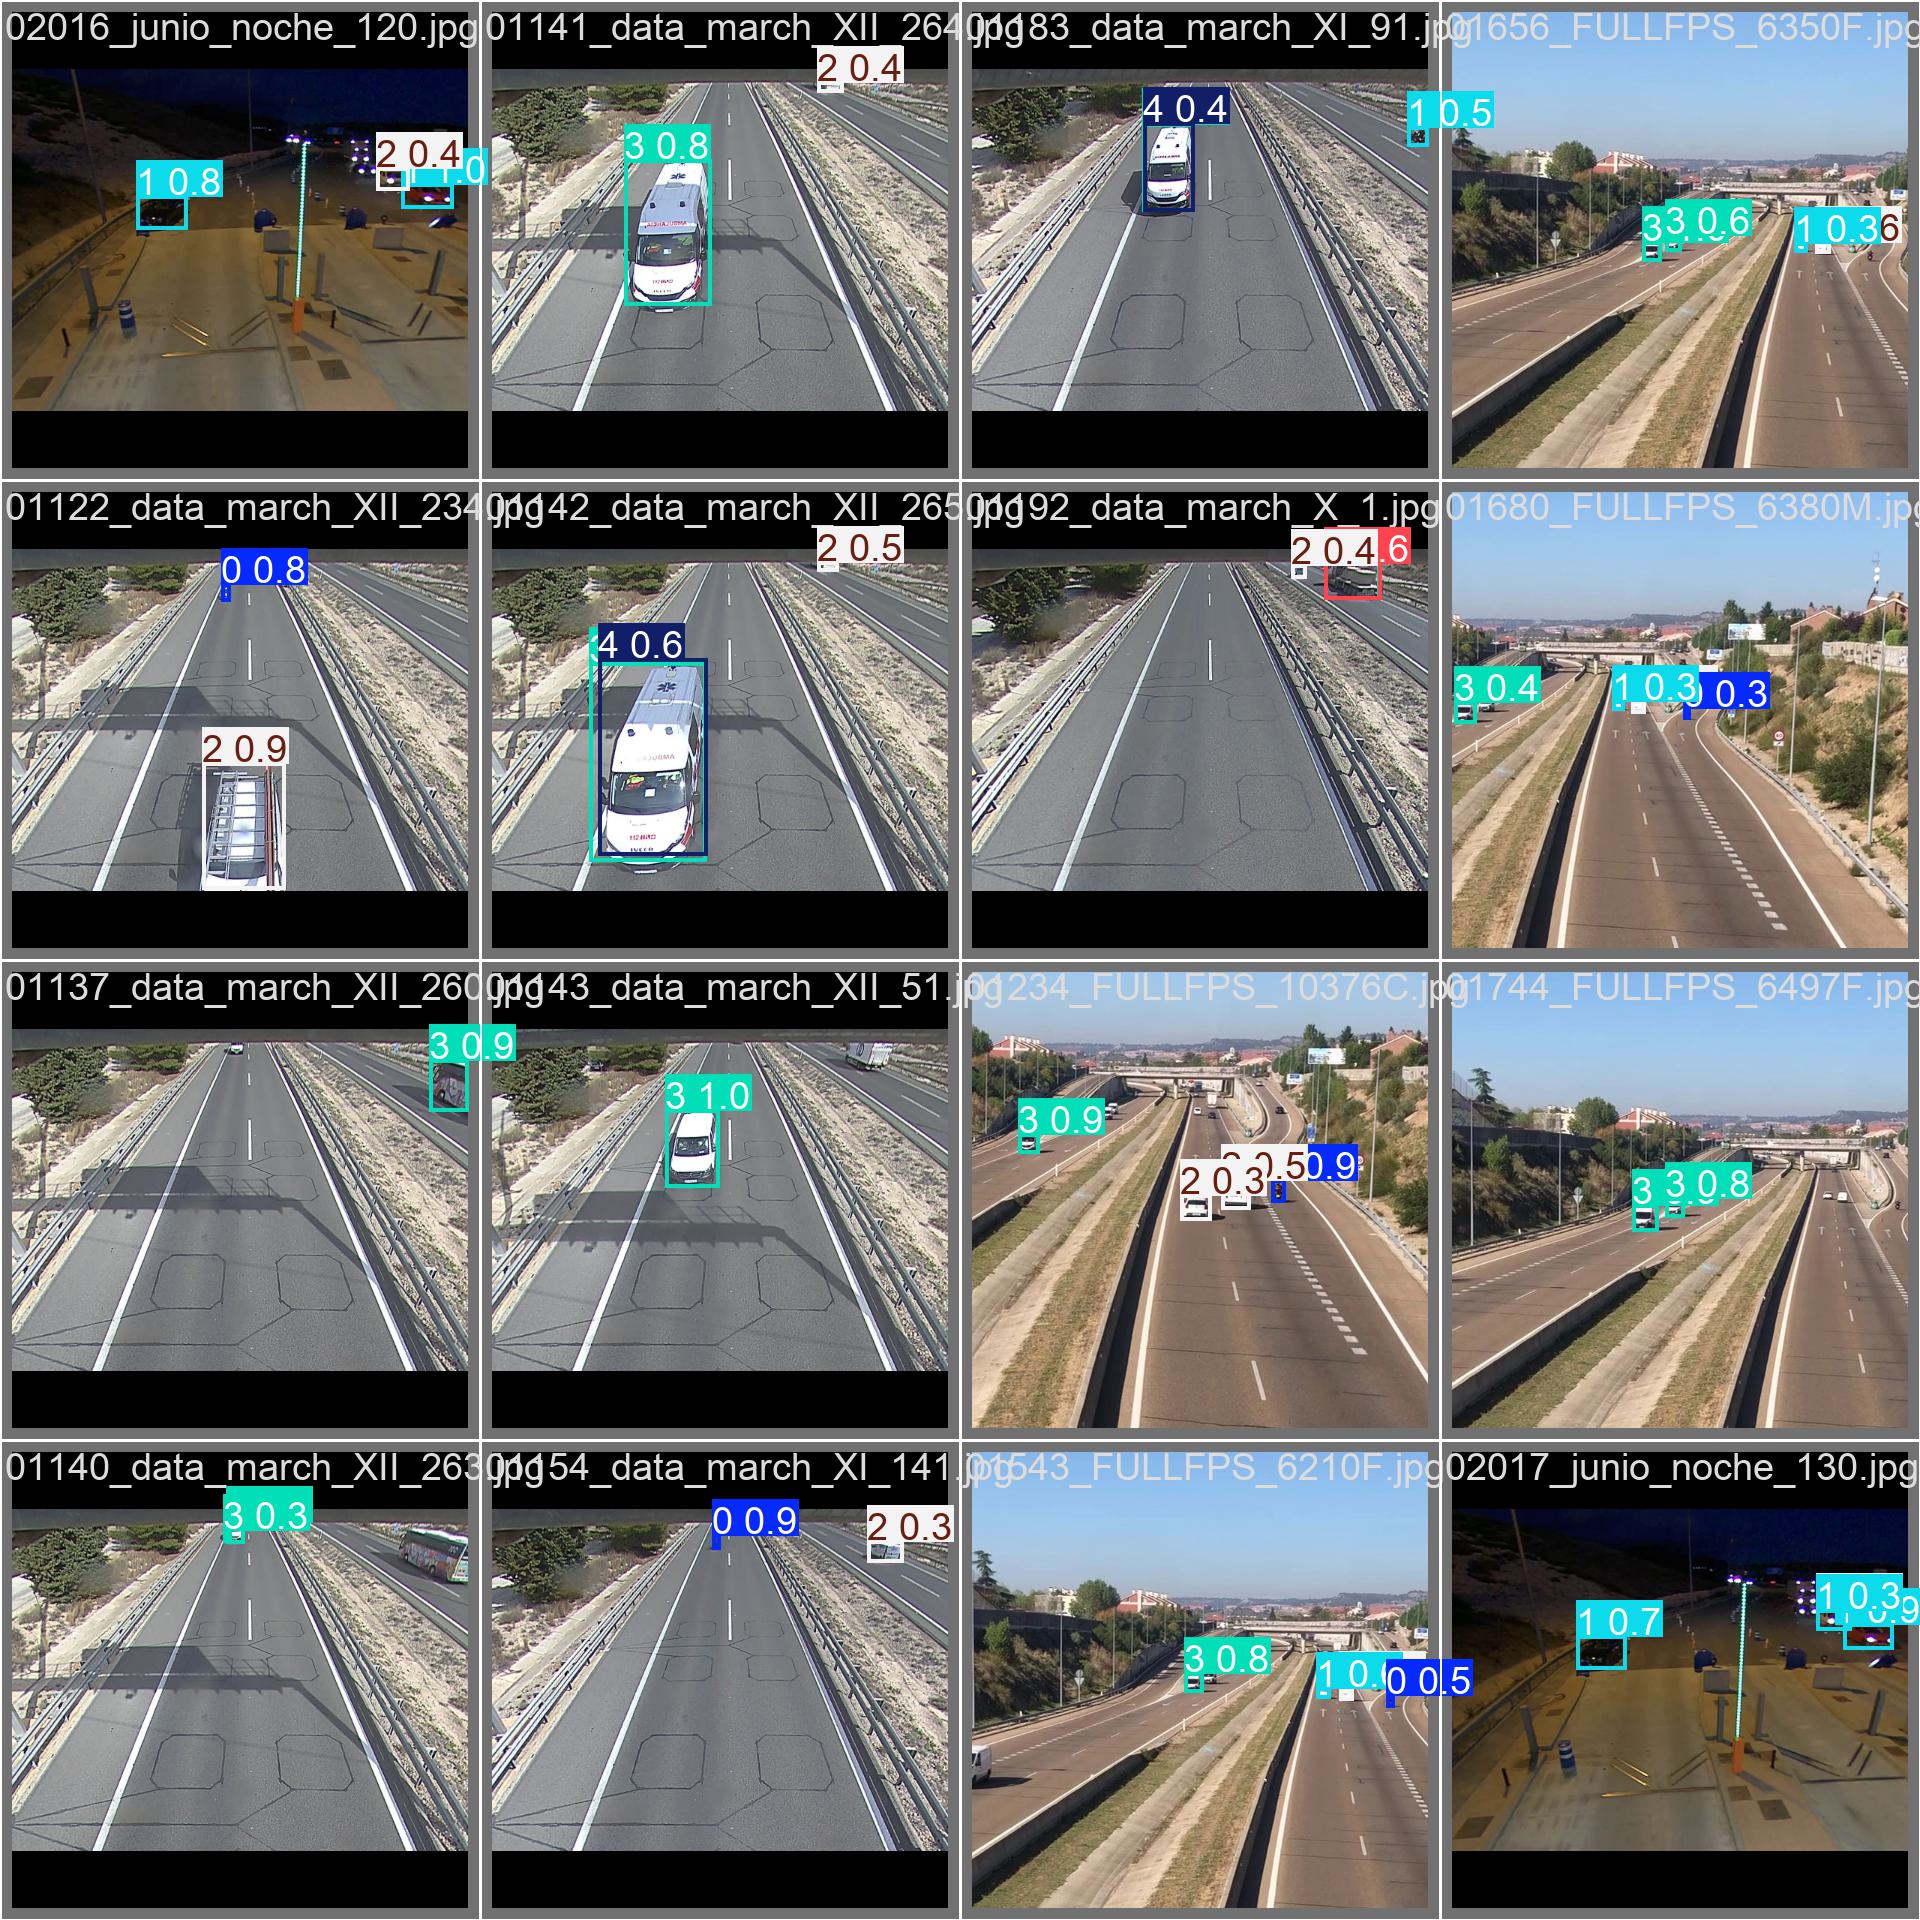 02016_junio_noche_120.jpg
01141_data_march_XII_264.jpg
01183_data_march_XI_91.jpg
01656_FULLFPS_6350F.jpg
2 0.4
1 0.8
2 0.4
3 0.8
4 0.4
1 0.5
3 0.6
1 0.3
01122_data_march_XII_234.jpg
01142_data_march_XII_265.jpg
01192_data_march_X_1.jpg
01680_FULLFPS_6380M.jpg
0 0.8
2 0.9
2 0.5
4 0.6
2 0.4
3 0.4
1 0.3
0.3
01137_data_march_XII_260.jpg
01143_data_march_XII_51.jpg
01234_FULLFPS_10376C.jpg
01744_FULLFPS_6497F.jpg
3 0.9
3 1.0
3 0.9
2 0.3
0.5
0.9
3 0.8
01140_data_march_XII_263.jpg
01154_data_march_XI_141.jpg
01543_FULLFPS_6210F.jpg
02017_junio_noche_130.jpg
3 0.3
0 0.9
2 0.3
3 0.8
0 0.5
1 0.7
1 0.3